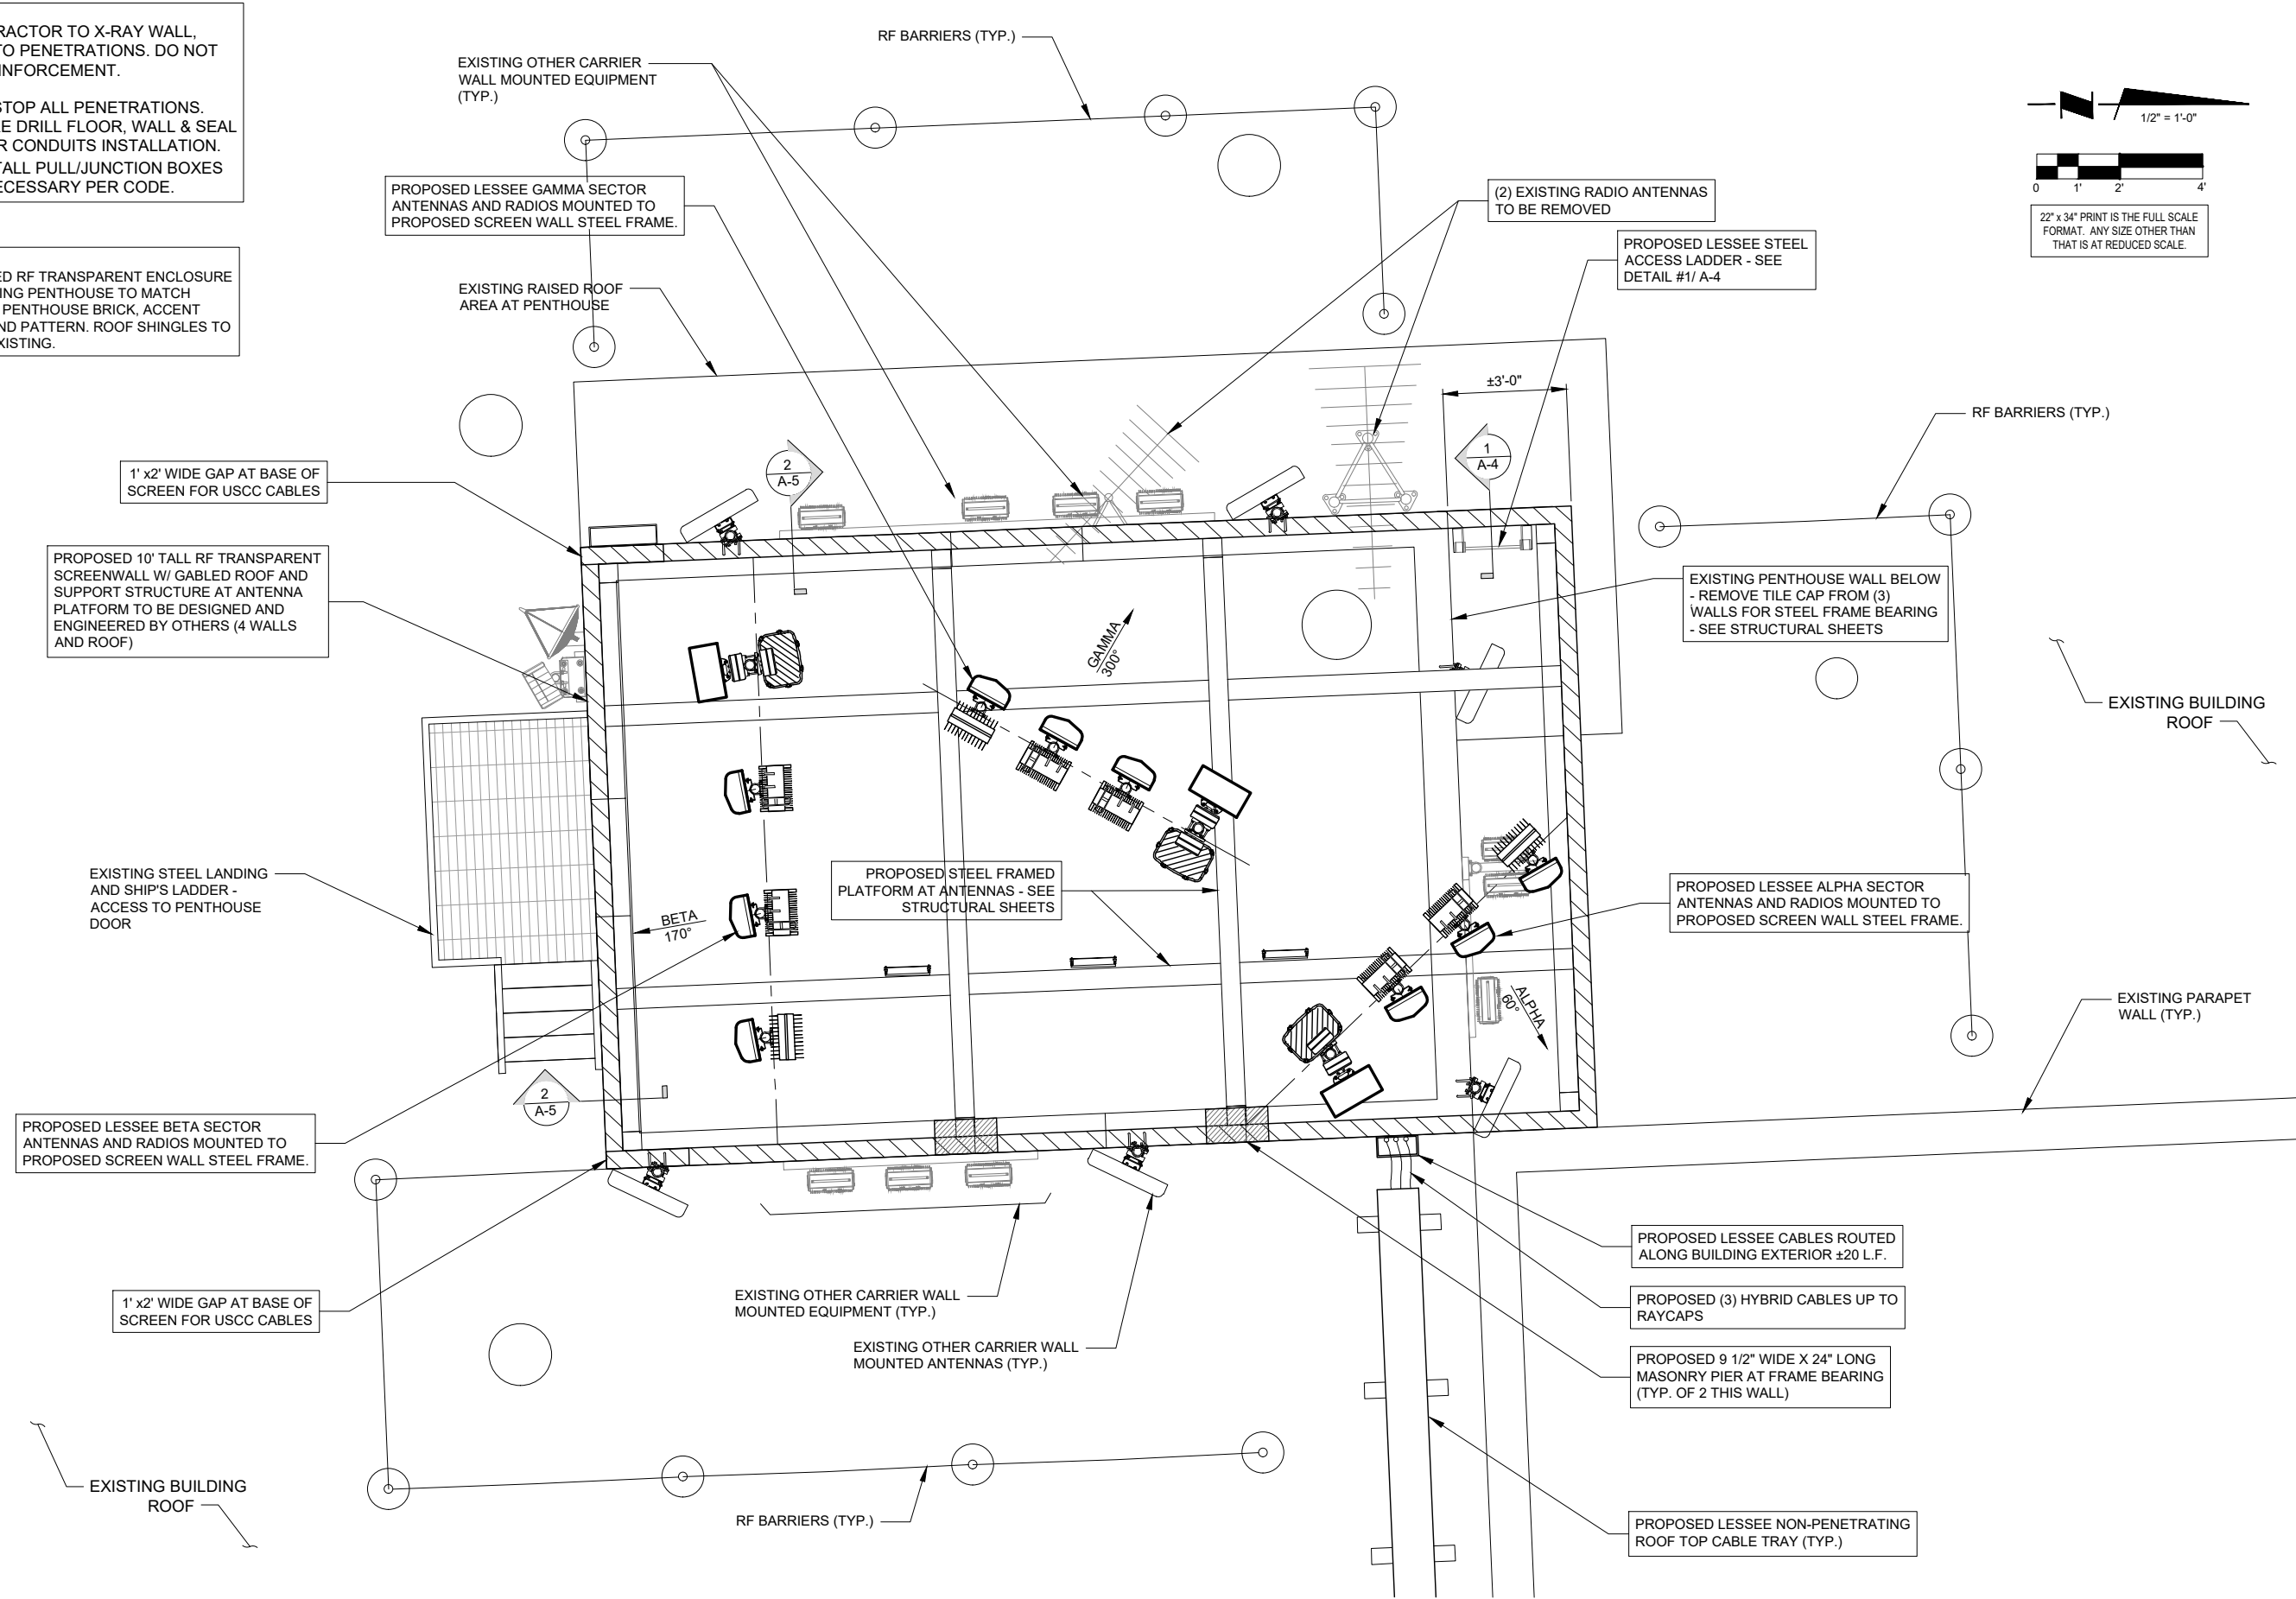 RACTOR TO X-RAY WALL,
TO PENETRATIONS. DO NOT
INFORCEMENT.
STOP ALL PENETRATIONS.
E DRILL FLOOR, WALL & SEAL
R CONDUITS INSTALLATION.
TALL PULL/JUNCTION BOXES
ECESSARY PER CODE.
ED RF TRANSPARENT ENCLOSURE
ING PENTHOUSE TO MATCH
PENTHOUSE BRICK, ACCENT
ND PATTERN. ROOF SHINGLES TO
XISTING.
EXISTING OTHER CARRIER
WALL MOUNTED EQUIPMENT
(TYP.)
RF BARRIERS (TYP.)
PROPOSED LESSEE GAMMA SECTOR
ANTENNAS AND RADIOS MOUNTED TO
PROPOSED SCREEN WALL STEEL FRAME.
EXISTING RAISED ROOF
AREA AT PENTHOUSE
(2) EXISTING RADIO ANTENNAS
TO BE REMOVED
PROPOSED LESSEE STEEL
ACCESS LADDER - SEE
DETAIL #1/ A-4
N
1/2" = 1'-0"
0 1' 2' 4'
22" x 34" PRINT IS THE FULL SCALE
FORMAT. ANY SIZE OTHER THAN
THAT IS AT REDUCED SCALE.
±3'-0"
RF BARRIERS (TYP.)
1' x2' WIDE GAP AT BASE OF
SCREEN FOR USCC CABLES
2
A-5
1
A-4
PROPOSED 10' TALL RF TRANSPARENT
SCREENWALL W/ GABLED ROOF AND
SUPPORT STRUCTURE AT ANTENNA
PLATFORM TO BE DESIGNED AND
ENGINEERED BY OTHERS (4 WALLS
AND ROOF)
EXISTING PENTHOUSE WALL BELOW
- REMOVE TILE CAP FROM (3)
WALLS FOR STEEL FRAME BEARING
- SEE STRUCTURAL SHEETS
GAMMA
300°
EXISTING BUILDING
ROOF
EXISTING STEEL LANDING
AND SHIP'S LADDER -
ACCESS TO PENTHOUSE
DOOR
PROPOSED STEEL FRAMED
PLATFORM AT ANTENNAS - SEE
STRUCTURAL SHEETS
BETA
170°
PROPOSED LESSEE ALPHA SECTOR
ANTENNAS AND RADIOS MOUNTED TO
PROPOSED SCREEN WALL STEEL FRAME.
ALPHA
60°
EXISTING PARAPET
WALL (TYP.)
2
A-5
PROPOSED LESSEE BETA SECTOR
ANTENNAS AND RADIOS MOUNTED TO
PROPOSED SCREEN WALL STEEL FRAME.
1' x2' WIDE GAP AT BASE OF
SCREEN FOR USCC CABLES
EXISTING OTHER CARRIER WALL
MOUNTED EQUIPMENT (TYP.)
EXISTING OTHER CARRIER WALL
MOUNTED ANTENNAS (TYP.)
PROPOSED LESSEE CABLES ROUTED
ALONG BUILDING EXTERIOR ±20 L.F.
PROPOSED (3) HYBRID CABLES UP TO
RAYCAPS
PROPOSED 9 1/2" WIDE X 24" LONG
MASONRY PIER AT FRAME BEARING
(TYP. OF 2 THIS WALL)
EXISTING BUILDING
ROOF
RF BARRIERS (TYP.)
PROPOSED LESSEE NON-PENETRATING
ROOF TOP CABLE TRAY (TYP.)